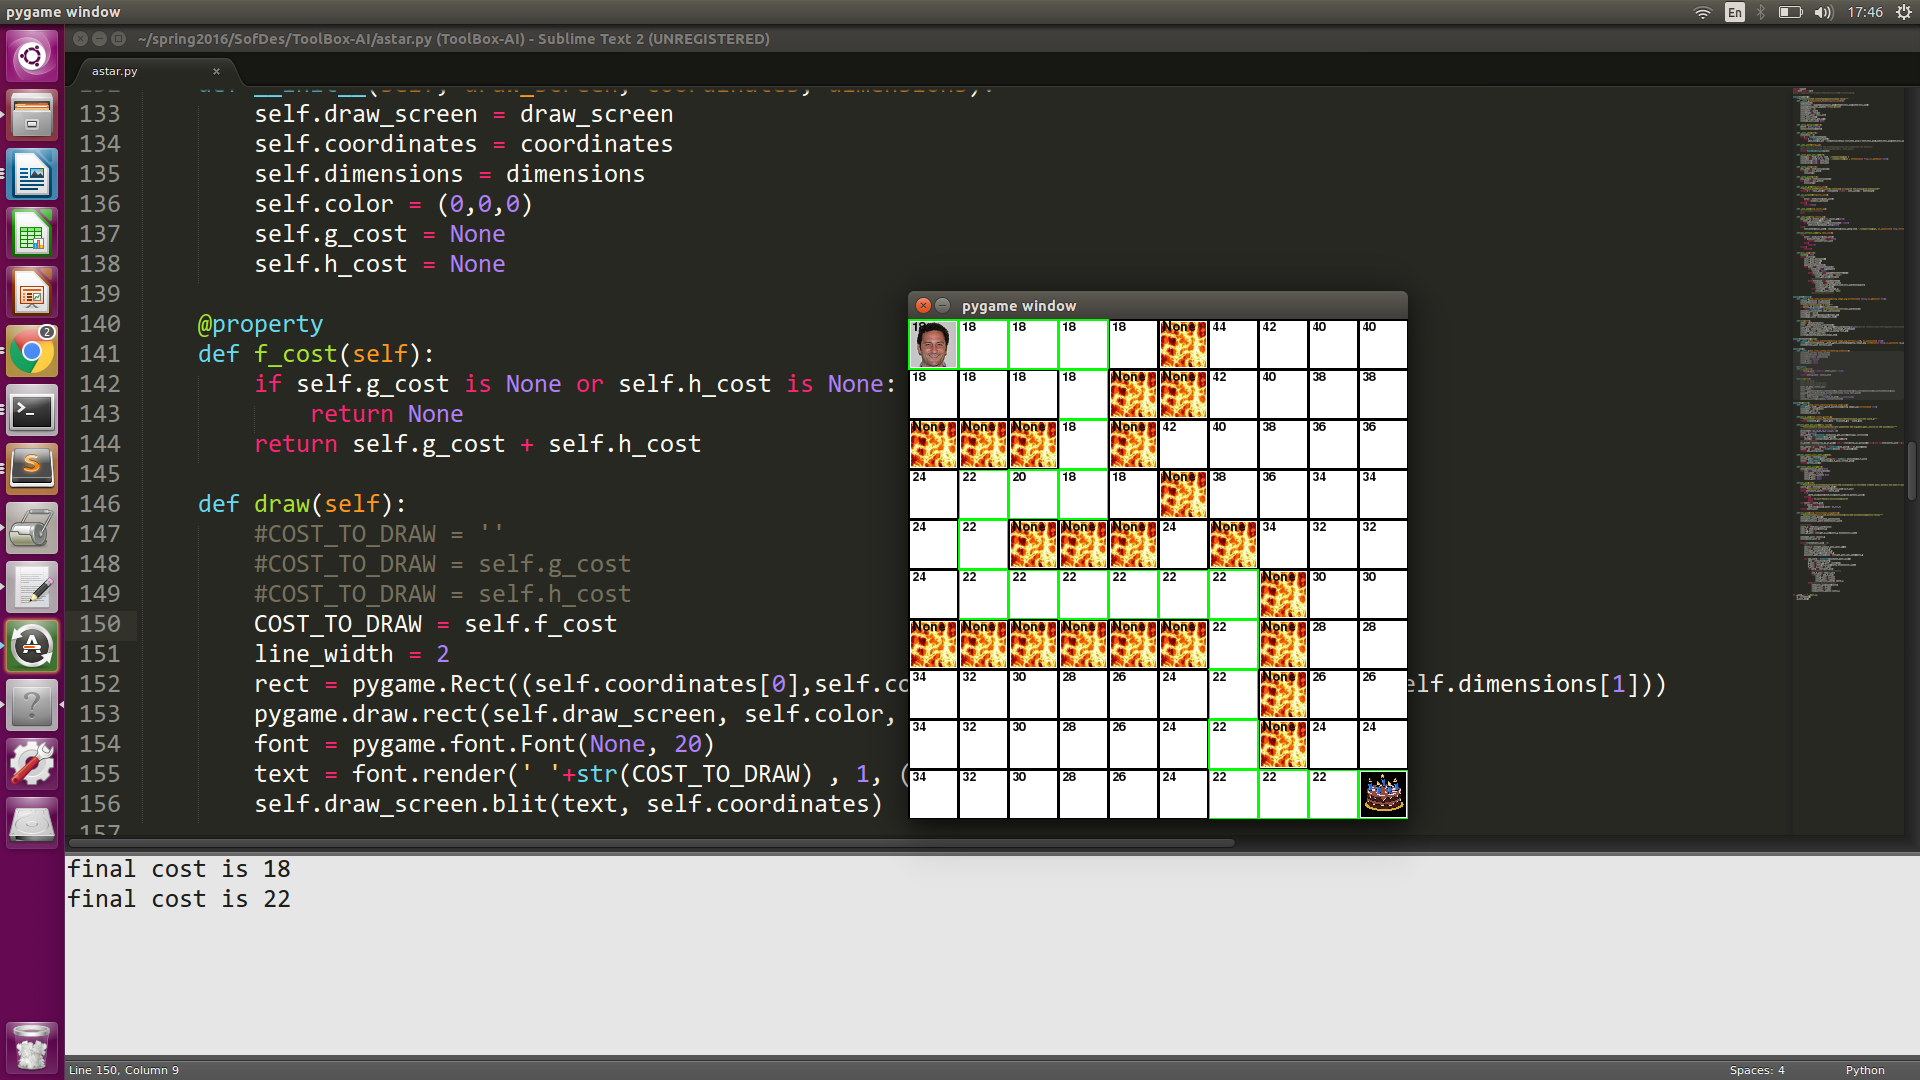 pygame window
En
17:46
~/spring2016/SofDes/ToolBox-AI/astar.py (ToolBox-AI) - Sublime Text 2 (UNREGISTERED)
astar.py
133 self.draw_screen = draw_screen
134 self.coordinates = coordinates
135 self.dimensions = dimensions
136 self.color = (0,0,0)
137 self.g_cost = None
138 self.h_cost = None
139
140 @property
141 def f_cost(self):
142 if self.g_cost is None or self.h_cost is None:
143 return None
144 return self.g_cost + self.h_cost
145
146 def draw(self):
147 #COST_TO_DRAW = ''
148 #COST_TO_DRAW = self.g_cost
149 #COST_TO_DRAW = self.h_cost
150 COST_TO_DRAW = self.f_cost
151 line_width = 2
152 rect = pygame.Rect((self.coordinates[0],self.co elf.dimensions[1]))
153 pygame.draw.rect(self.draw_screen, self.color,
154 font = pygame.font.Font(None, 20)
155 text = font.render(' '+str(COST_TO_DRAW) , 1, (
156 self.draw_screen.blit(text, self.coordinates)
157
pygame window
18 18 18 18 18 None 44 42 40 40
18 18 18 18 None None 42 40 38 38
None None None 18 None 42 40 38 36 36
24 22 20 18 18 None 38 36 34 34
24 22 None None None 24 None 34 32 32
24 22 22 22 22 22 22 None 30 30
None None None None None None 22 None 28 28
34 32 30 28 26 24 22 None 26 26
34 32 30 28 26 24 22 None 24 24
34 32 30 28 26 24 22 22 22
final cost is 18
final cost is 22
Line 150, Column 9
Spaces: 4
Python